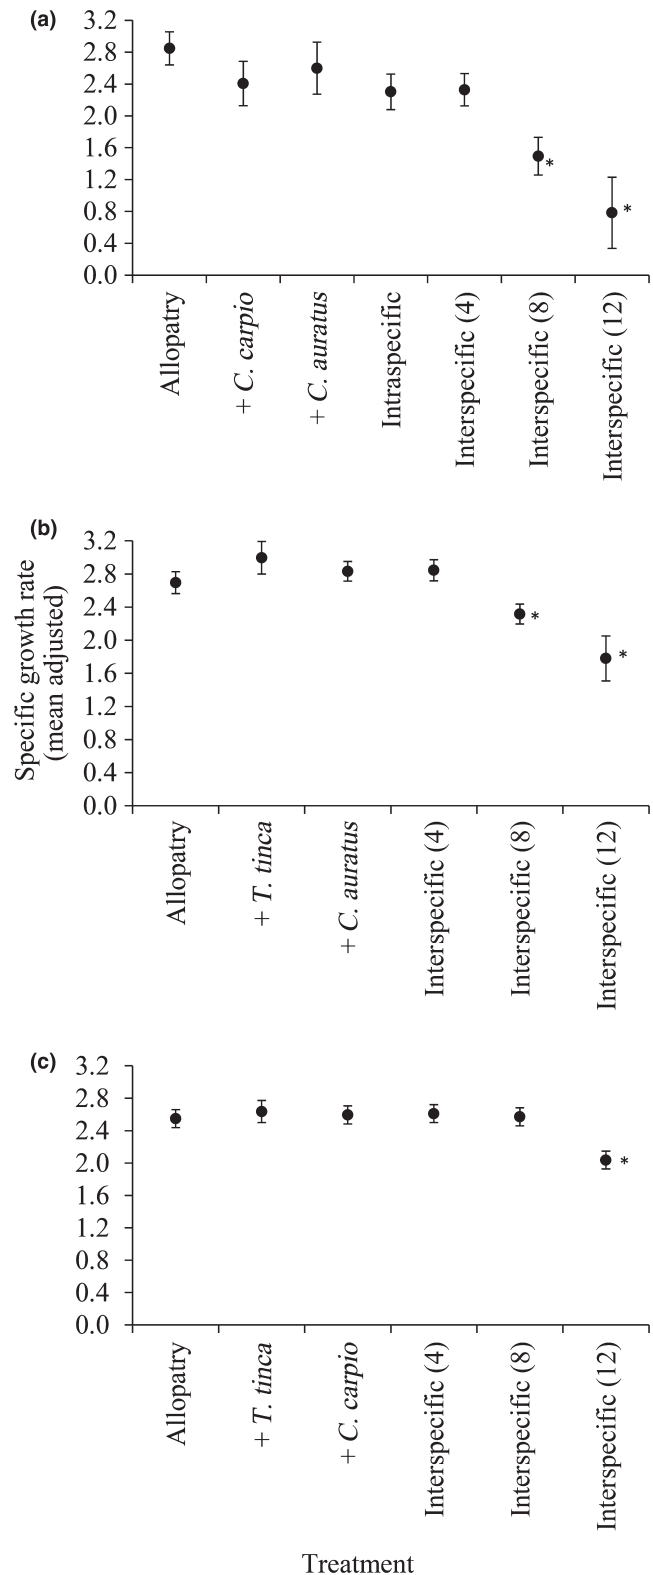 (a)
3.2
2.8
2.4
2.0
1.6
1.2
0.8
0.4
0.0
*
*
Allopatry
+ C. carpio
+ C. auratus
Intraspecific
Interspecific (4)
Interspecific (8)
Interspecific (12)
(b)
Specific growth rate
(mean adjusted)
3.2
2.8
2.4
2.0
1.6
1.2
0.8
0.4
0.0
*
*
Allopatry
+ T. tinca
+ C. auratus
Interspecific (4)
Interspecific (8)
Interspecific (12)
(c)
3.2
2.8
2.4
2.0
1.6
1.2
0.8
0.4
0.0
*
Allopatry
+ T. tinca
+ C. carpio
Interspecific (4)
Interspecific (8)
Interspecific (12)
Treatment